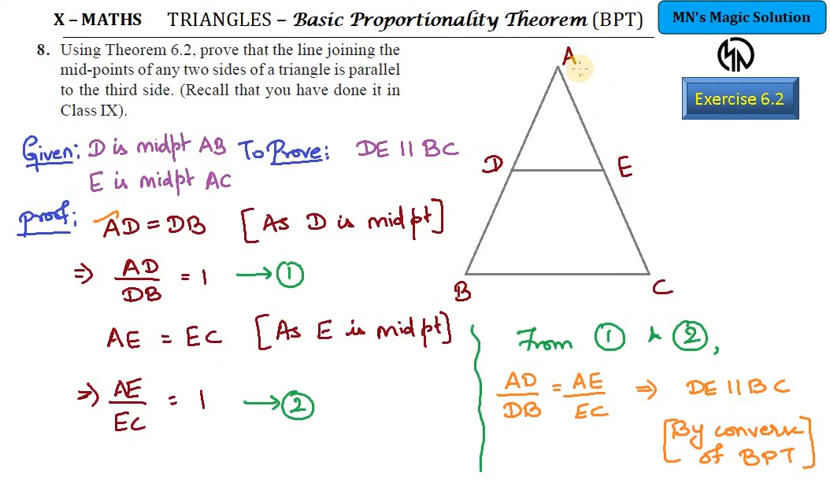 X – MATHS TRIANGLES – Basic Proportionality Theorem (BPT)
MN's Magic Solution
MN
Exercise 6.2
8. Using Theorem 6.2, prove that the line joining the
mid-points of any two sides of a triangle is parallel
to the third side. (Recall that you have done it in
Class IX).
Given: D is midpt AB To Prove: DE || BC
E is midpt AC
Proof: AD = DB [As D is midpt]
⇒ AD/DB = 1 → ①
AE = EC [As E is midpt]
⇒ AE/EC = 1 → ②
A
D E
B C
From ① & ②,
AD/DB = AE/EC ⇒ DE || BC
[By converse
of BPT]